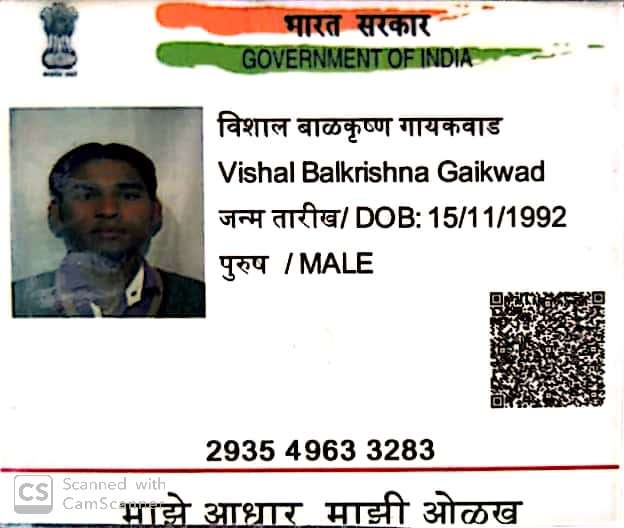 भारत सरकार
GOVERNMENT OF INDIA
विशाल बाळकृष्ण गायकवाड
Vishal Balkrishna Gaikwad
जन्म तारीख/ DOB: 15/11/1992
पुरुष / MALE
2935 4963 3283
CS Scanned with
CamScanner
माझे आधार माझी ओळख